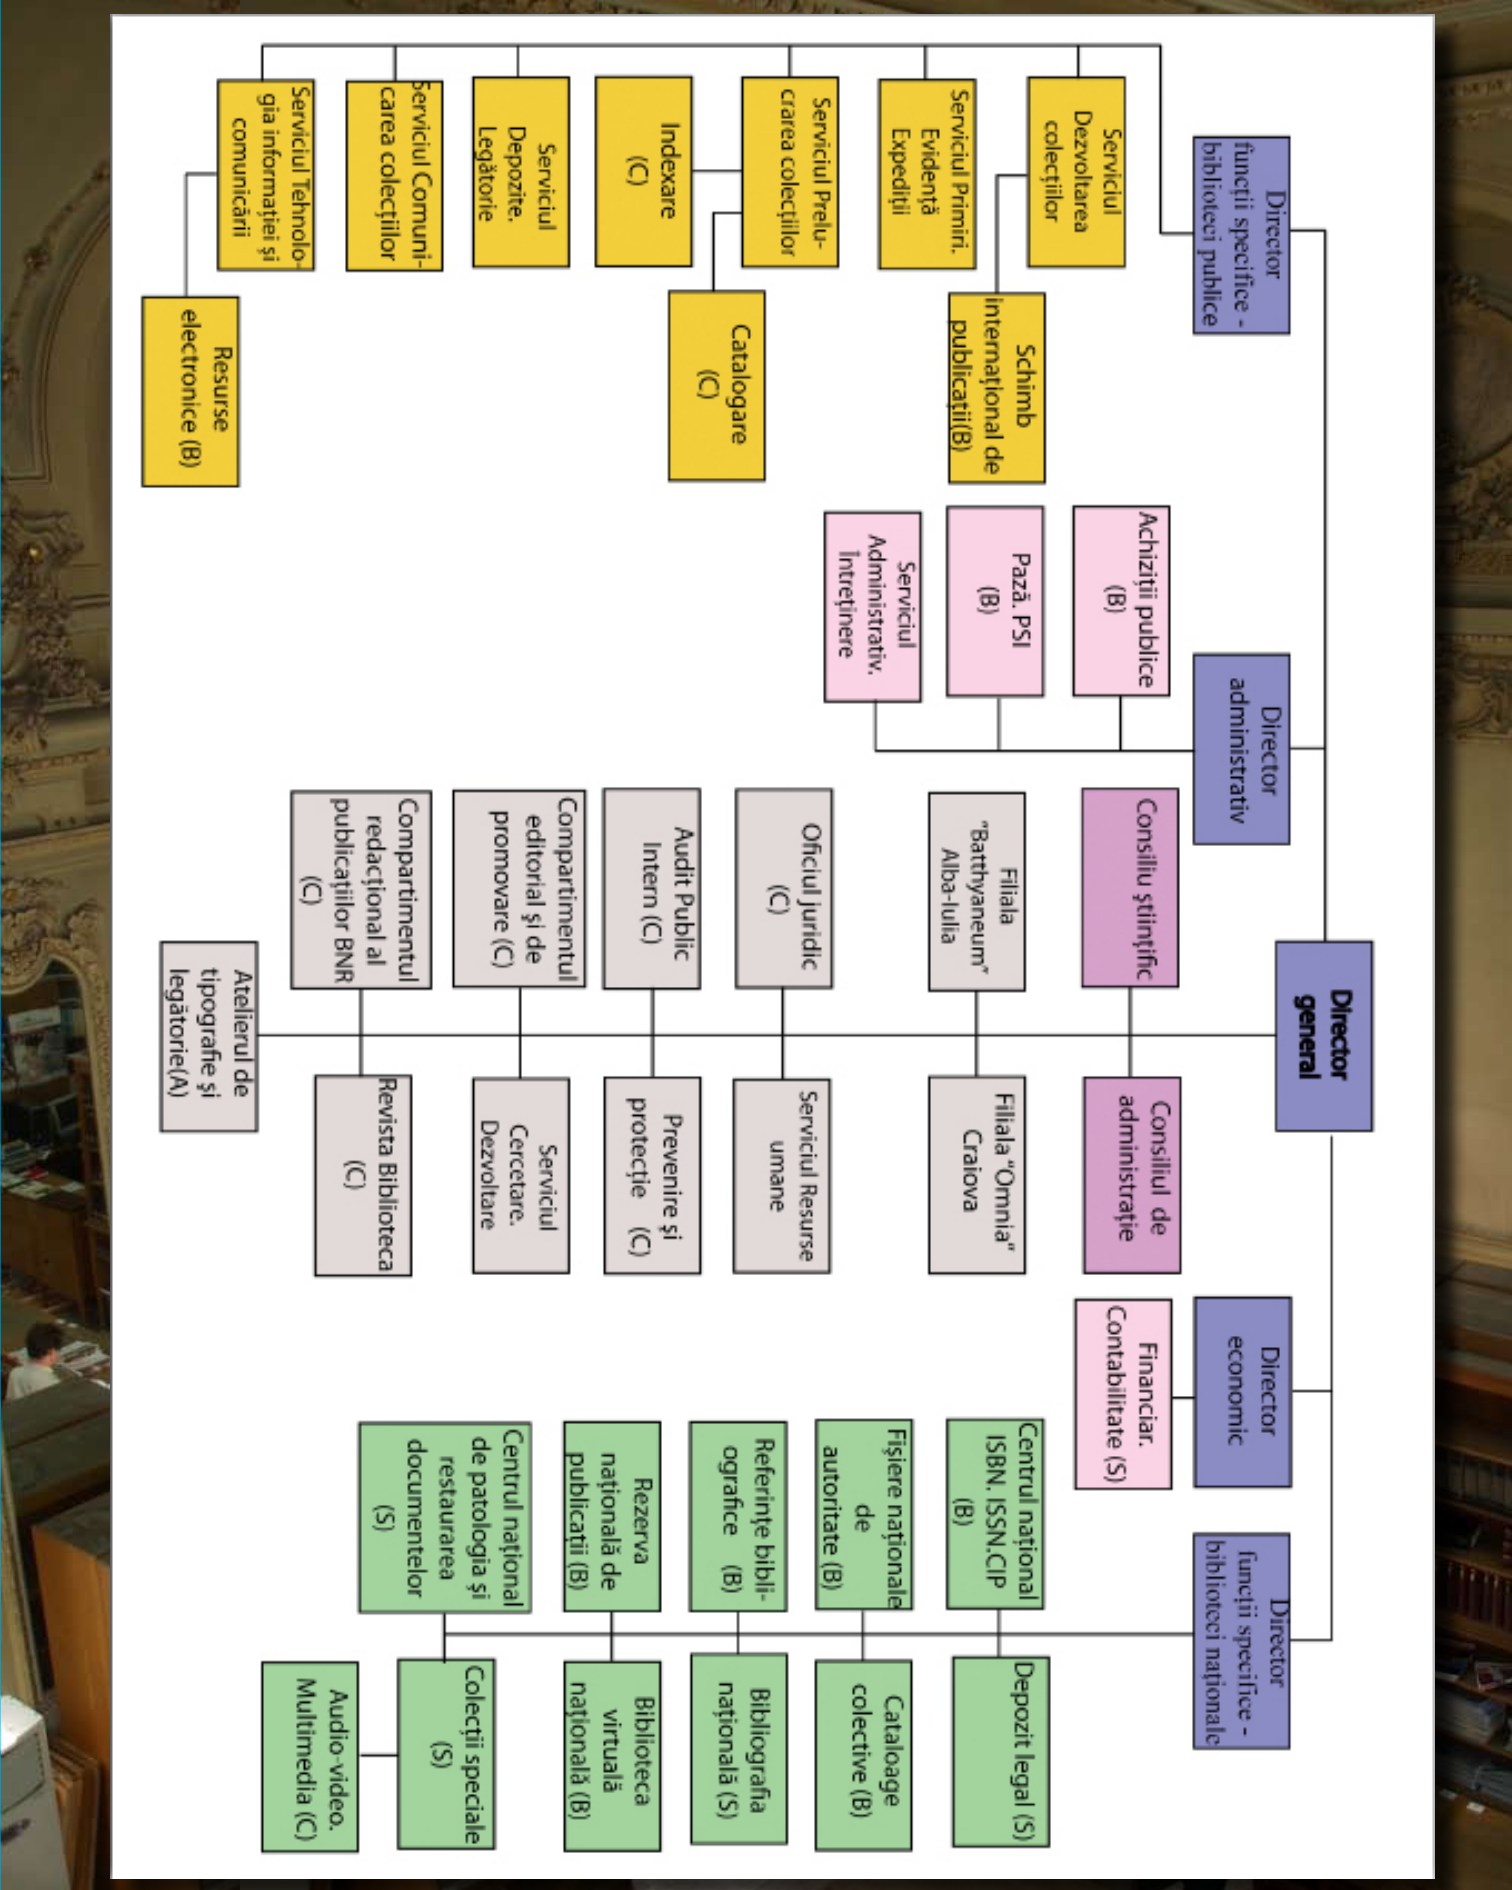 Director
general
Director
funcții specifice -
biblioteci publice
Director
administrativ
Director
economic
Director
funcții specifice -
biblioteci naționale
Serviciul
Dezvoltarea
colecțiilor
Schimb
internațional de
publicații(B)
Serviciul Primiri.
Evidență
Expediții
Serviciul Prelu-
crarea colecțiilor
Catalogare
(C)
Indexare
(C)
Serviciul
Depozite.
Legătorie
Serviciul Comuni-
carea colecțiilor
Serviciul Tehnolo-
gia informației și
comunicării
Resurse
electronice (B)
Achiziții publice
(B)
Pază. PSI
(B)
Serviciul
Administrativ.
Întreținere
Consiliu științific
Consiliul de
administrație
Filiala
"Batthyaneum"
Alba-Iulia
Filiala "Omnia"
Craiova
Oficiul juridic
(C)
Serviciul Resurse
umane
Audit Public
Intern (C)
Prevenire și
protecție (C)
Compartimentul
editorial și de
promovare (C)
Serviciul
Cercetare.
Dezvoltare
Compartimentul
redacțional al
publicațiilor BNR
(C)
Revista Biblioteca
(C)
Atelierul de
tipografie și
legătorie(A)
Financiar.
Contabilitate (S)
Centrul național
ISBN. ISSN.CIP
(B)
Depozit legal (S)
Fișiere naționale
de
autoritate (B)
Cataloage
colective (B)
Referințe bibli-
ografice (B)
Bibliografia
națională (S)
Rezerva
națională de
publicații (B)
Biblioteca
virtuală
națională (B)
Centrul național
de patologia și
restaurarea
documentelor
(S)
Colecții speciale
(S)
Audio-video.
Multimedia (C)